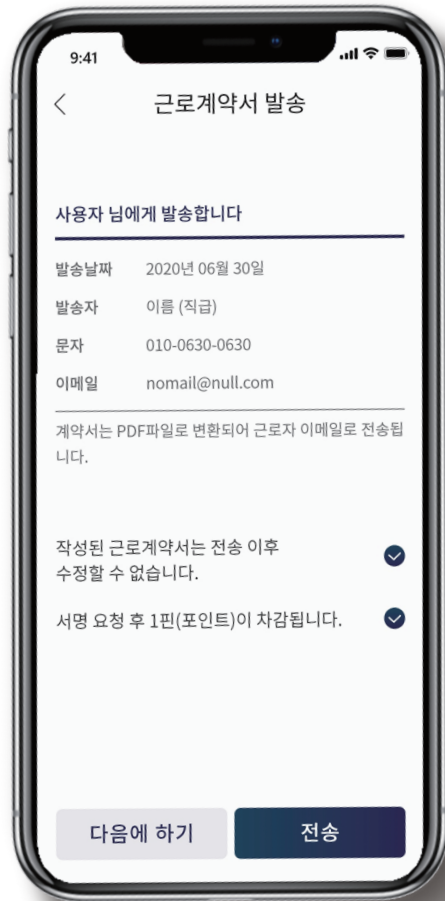 9:41
근로계약서 발송
사용자 님에게 발송합니다
발송날짜 2020년 06월 30일
발송자 이름 (직급)
문자 010-0630-0630
이메일 nomail@null.com
계약서는 PDF파일로 변환되어 근로자 이메일로 전송됩
니다.
작성된 근로계약서는 전송 이후
수정할 수 없습니다.
서명 요청 후 1핀(포인트)이 차감됩니다.
다음에 하기 전송